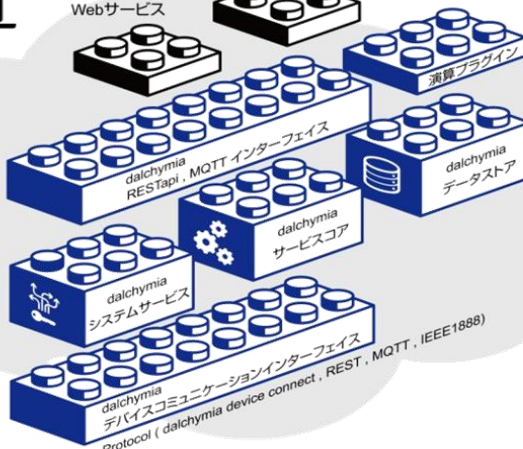 Webサービス
演算プラグイン
dalchymia
RESTapi , MQTT インターフェイス
dalchymia
データストア
dalchymia
サービスコア
dalchymia
システムサービス
dalchymia
デバイスコミュニケーションインターフェイス
Protocol ( dalchymia device connect , REST , MQTT , IEEE1888)